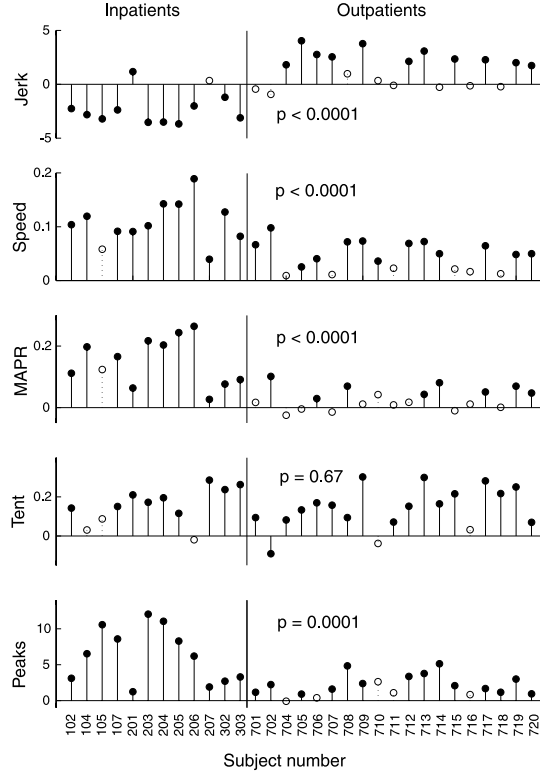 Inpatients Outpatients
5
Jerk 0
p < 0.0001
-5
0.2
p < 0.0001
Speed 0.1
0
0.2
p < 0.0001
MAPR
0
p = 0.67
0.2
Tent
0
10
p = 0.0001
Peaks 5
0
102 104 105 107 201 203 204 205 206 207 302 303 701 702 704 705 706 707 708 709 710 711 712 713 714 715 716 717 718 719 720
Subject number